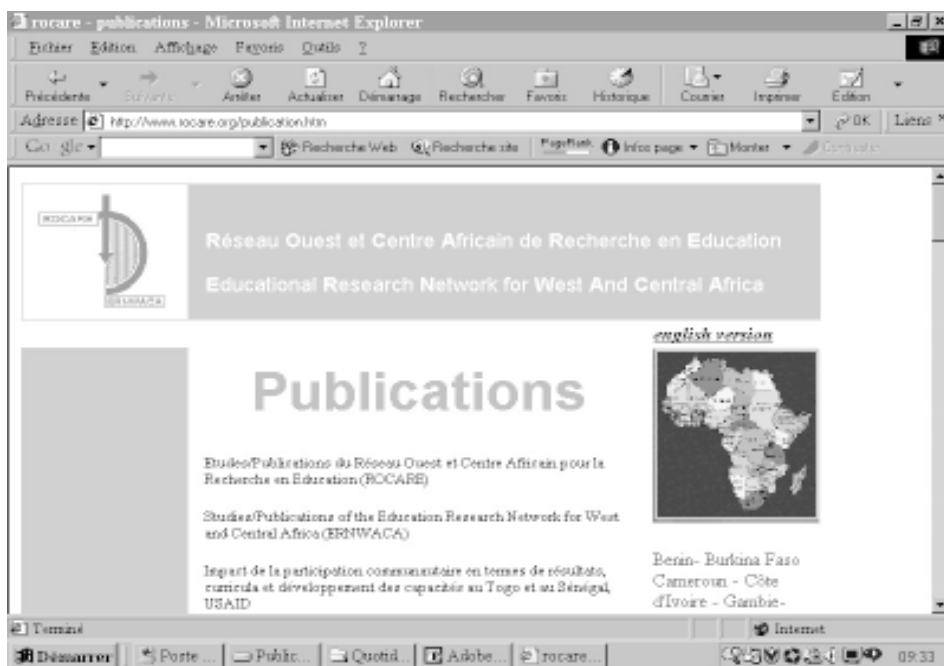 rocare - publications - Microsoft Internet Explorer
Fichier Edition Affichage Favoris Outils ?
Précédente Suivante Arrêter Actualiser Démarrage Rechercher Favoris Historique Courrier Imprimer Edition
Adresse http://www.rocare.org/publication.htm OK Liens »
Google Recherche Web Recherche site PageRank Infos page Monter
ROCARE
ERNWACA
Réseau Ouest et Centre Africain de Recherche en Education
Educational Research Network for West And Central Africa
english version
Publications
Etudes/Publications du Réseau Ouest et Centre Africain pour la
Recherche en Education (ROCARE)
Studies/Publications of the Education Research Network for West
and Central Africa (ERNWACA)
Impact de la participation communautaire en termes de résultats,
curricula et développement des capacités au Togo et au Sénégal,
USAID
Benin- Burkina Faso
Cameroun - Côte
d'Ivoire - Gambie-
Terminé Internet
Démarrer Poste ... Public... Quotid... Adobe... rocare... 09:33